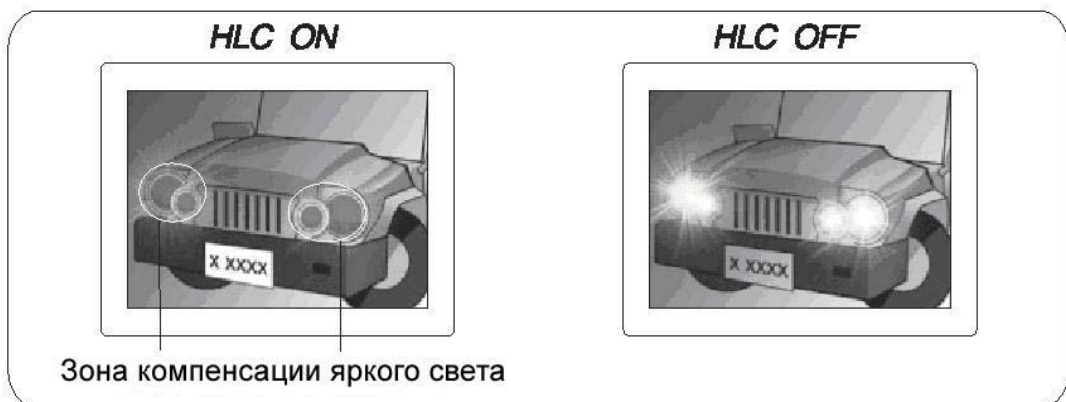 HLC ON
HLC OFF
X XXXX
X XXXX
Зона компенсации яркого света